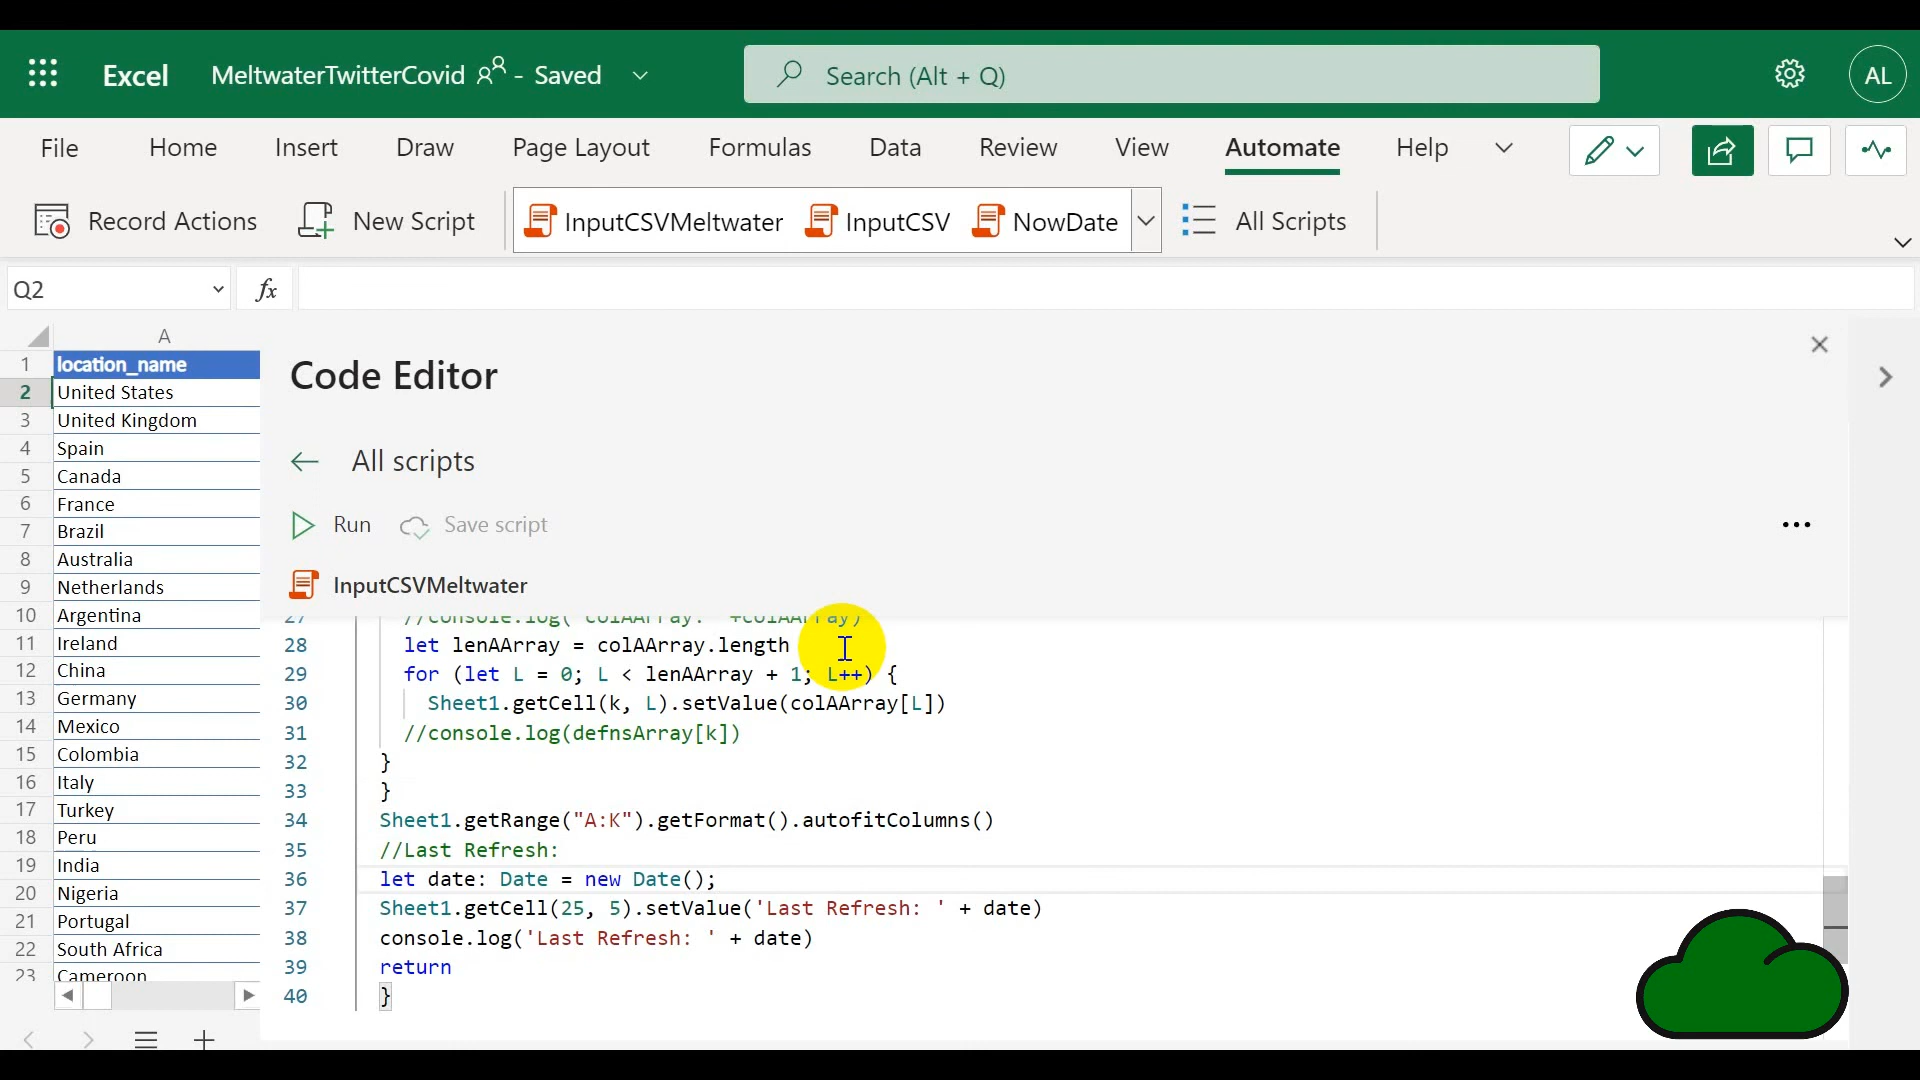 Excel MeltwaterTwitterCovid - Saved Search (Alt + Q) AL
File Home Insert Draw Page Layout Formulas Data Review View Automate Help
Record Actions New Script InputCSVMeltwater InputCSV NowDate All Scripts
Q2 fx
A
1 location_name
2 United States
3 United Kingdom
4 Spain
5 Canada
6 France
7 Brazil
8 Australia
9 Netherlands
10 Argentina
11 Ireland
12 China
13 Germany
14 Mexico
15 Colombia
16 Italy
17 Turkey
18 Peru
19 India
20 Nigeria
21 Portugal
22 South Africa
23 Cameroon
Code Editor
All scripts
Run Save script
InputCSVMeltwater
27 //console.log("colAArray: "+colAArray)
28 let lenAArray = colAArray.length
29 for (let L = 0; L < lenAArray + 1; L++) {
30 Sheet1.getCell(k, L).setValue(colAArray[L])
31 //console.log(defnsArray[k])
32 }
33 }
34 Sheet1.getRange("A:K").getFormat().autofitColumns()
35 //Last Refresh:
36 let date: Date = new Date();
37 Sheet1.getCell(25, 5).setValue('Last Refresh: ' + date)
38 console.log('Last Refresh: ' + date)
39 return
40 }